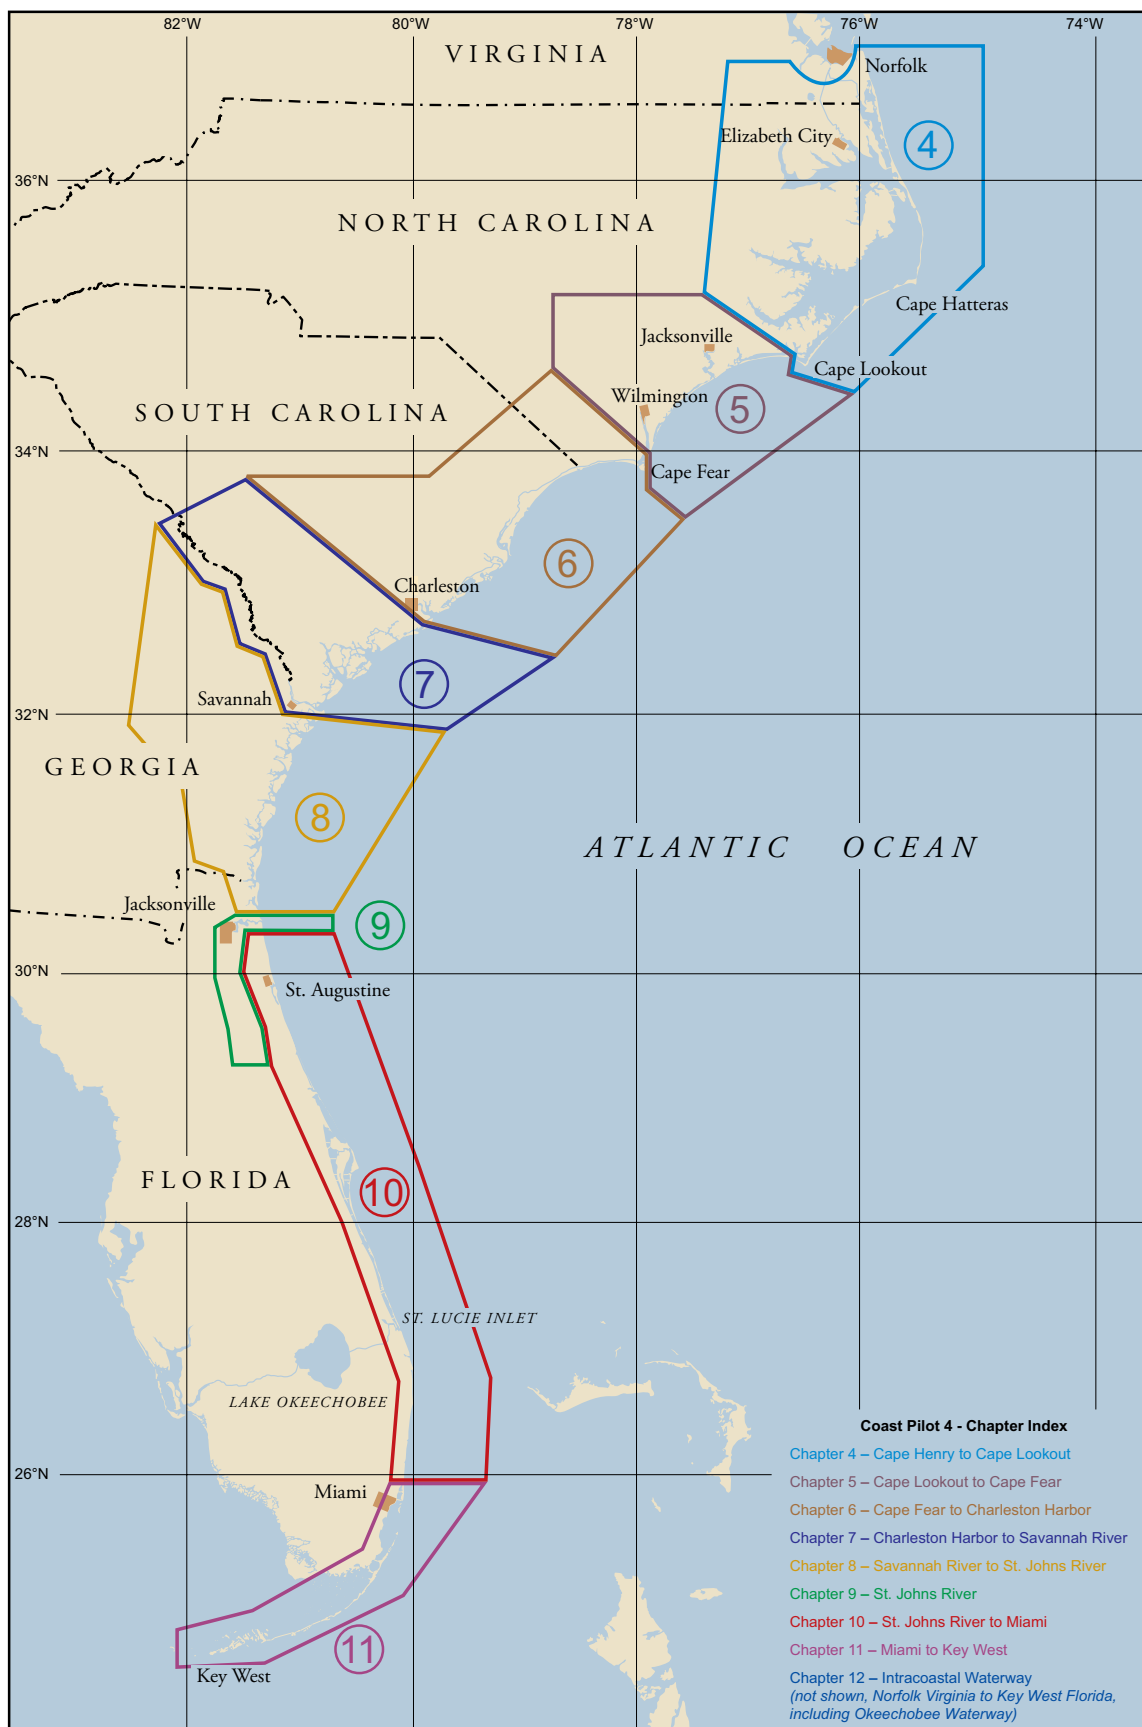 82°W 80°W 78°W 76°W 74°W
VIRGINIA
Norfolk
Elizabeth City
4
36°N
NORTH CAROLINA
Cape Hatteras
Jacksonville
Cape Lookout
Wilmington
5
SOUTH CAROLINA
34°N
Cape Fear
6
Charleston
7
Savannah
32°N
GEORGIA
8
ATLANTIC OCEAN
Jacksonville
9
30°N
St. Augustine
FLORIDA
10
28°N
ST. LUCIE INLET
LAKE OKEECHOBEE
26°N
Miami
11
Key West
Coast Pilot 4 - Chapter Index
Chapter 4 – Cape Henry to Cape Lookout
Chapter 5 – Cape Lookout to Cape Fear
Chapter 6 – Cape Fear to Charleston Harbor
Chapter 7 – Charleston Harbor to Savannah River
Chapter 8 – Savannah River to St. Johns River
Chapter 9 – St. Johns River
Chapter 10 – St. Johns River to Miami
Chapter 11 – Miami to Key West
Chapter 12 – Intracoastal Waterway
(not shown, Norfolk Virginia to Key West Florida,
including Okeechobee Waterway)